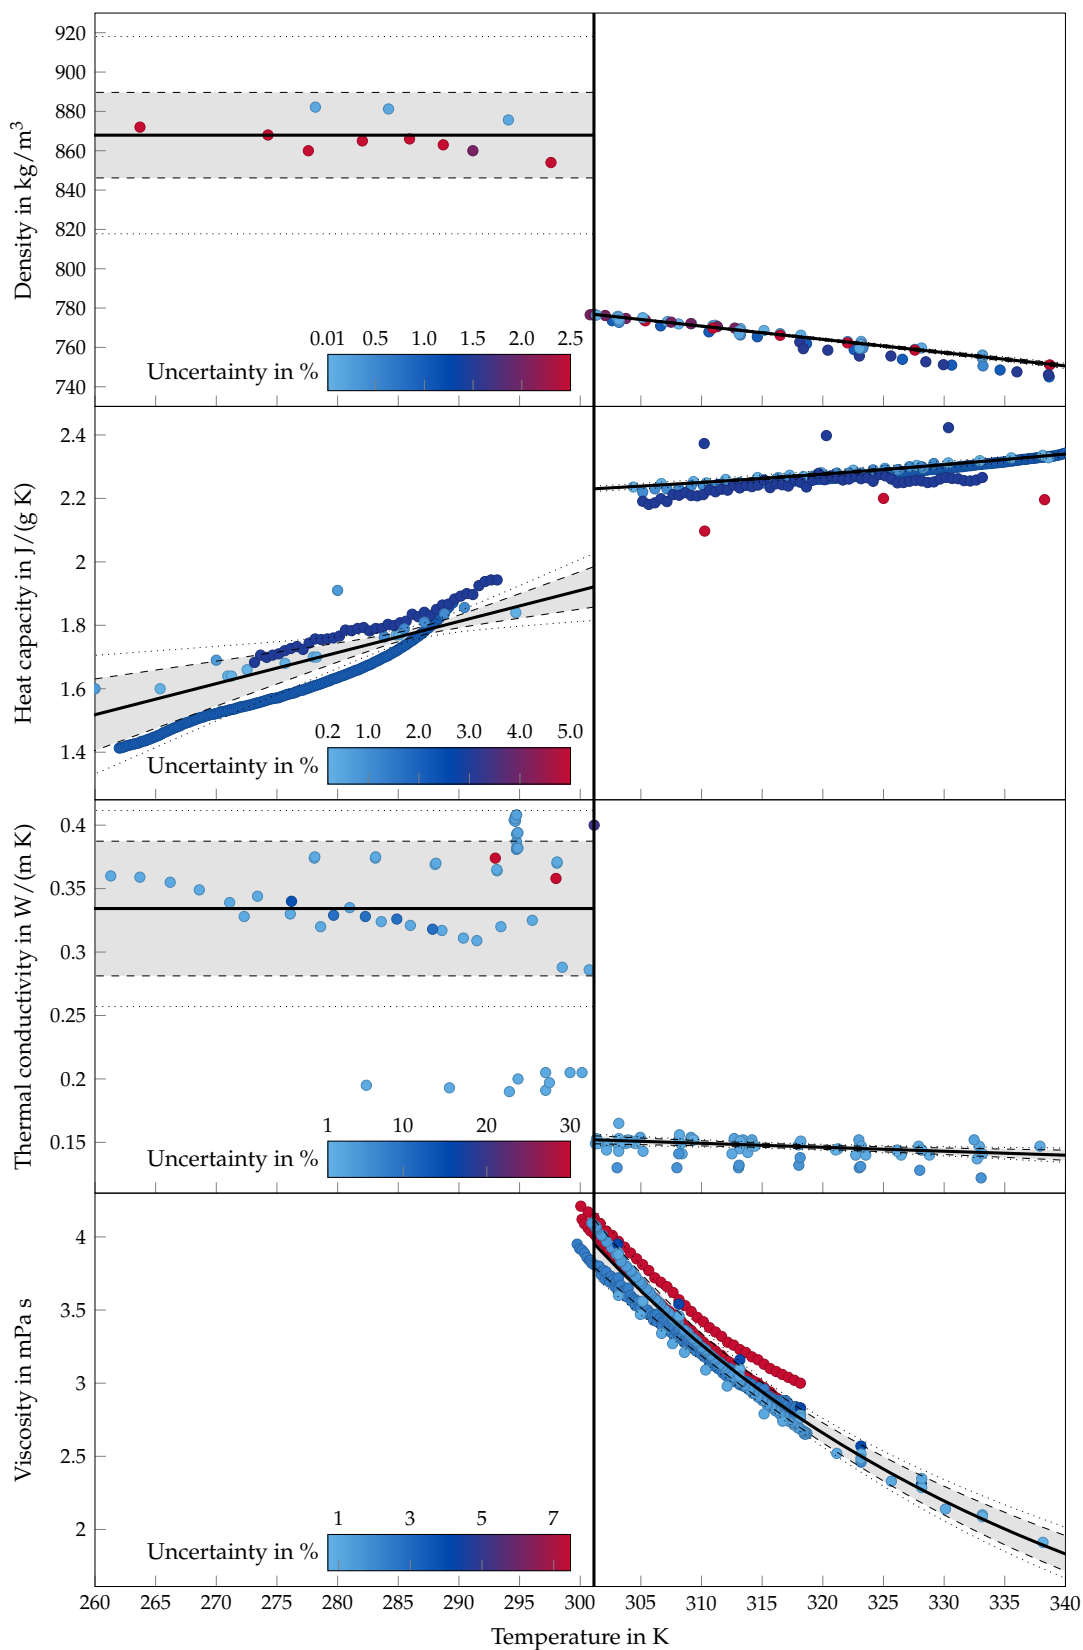 920
900
880
860
840
820
800
780
760
740
Density in kg/m³
0.01 0.5 1.0 1.5 2.0 2.5
Uncertainty in %
2.4
2.2
2
1.8
1.6
1.4
Heat capacity in J/(g K)
0.2 1.0 2.0 3.0 4.0 5.0
Uncertainty in %
0.4
0.35
0.3
0.25
0.2
0.15
Thermal conductivity in W/(m K)
1 10 20 30
Uncertainty in %
4
3.5
3
2.5
2
Viscosity in mPa s
1 3 5 7
Uncertainty in %
260 265 270 275 280 285 290 295 300 305 310 315 320 325 330 335 340
Temperature in K